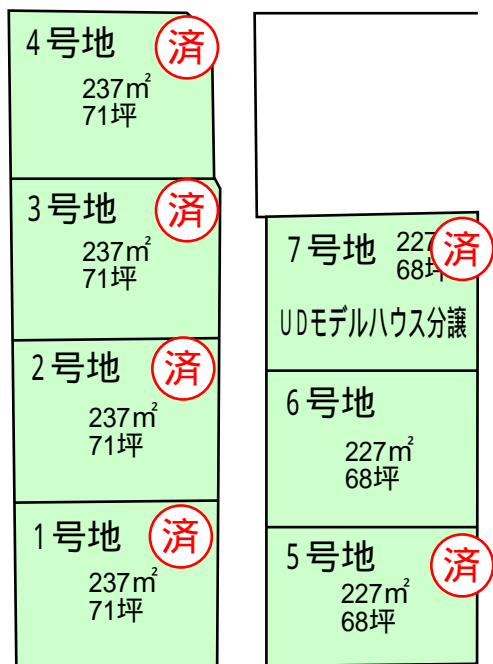 4号地 済
237㎡
71坪
3号地 済
237㎡
71坪
2号地 済
237㎡
71坪
1号地 済
237㎡
71坪
7号地 227 済
68坪
UDモデルハウス分譲
6号地
227㎡
68坪
5号地 済
227㎡
68坪